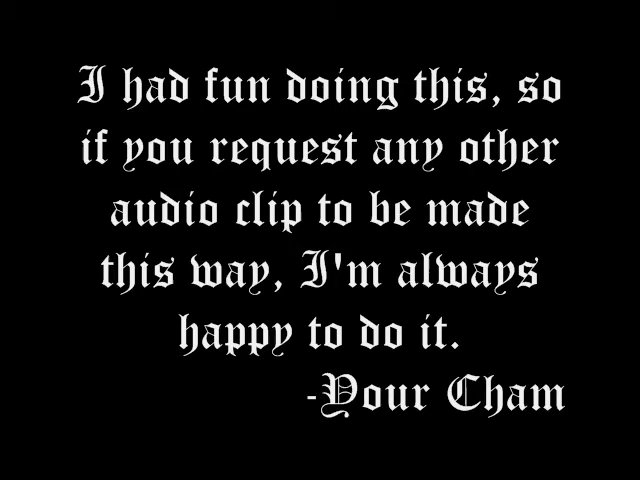 I had fun doing this, so
if you request any other
audio clip to be made
this way, I'm always
happy to do it.
-Your Cham